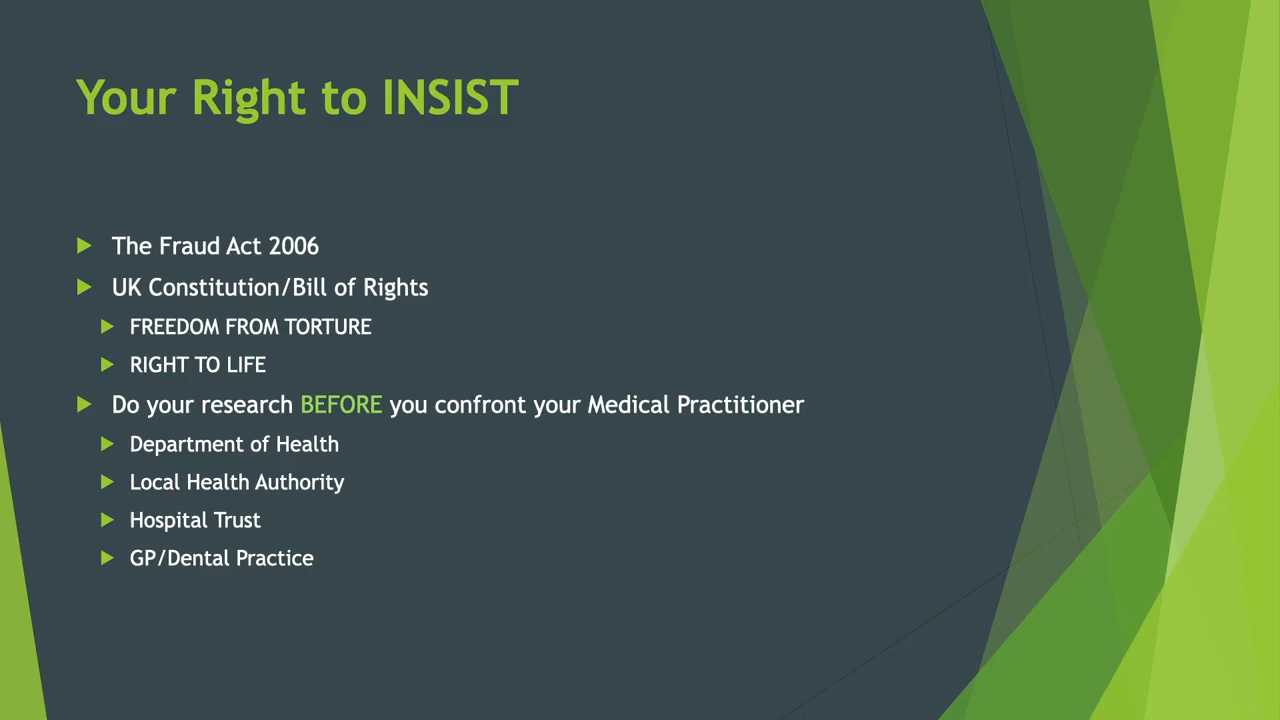 Your Right to INSIST
The Fraud Act 2006
UK Constitution/Bill of Rights
FREEDOM FROM TORTURE
RIGHT TO LIFE
Do your research BEFORE you confront your Medical Practitioner
Department of Health
Local Health Authority
Hospital Trust
GP/Dental Practice